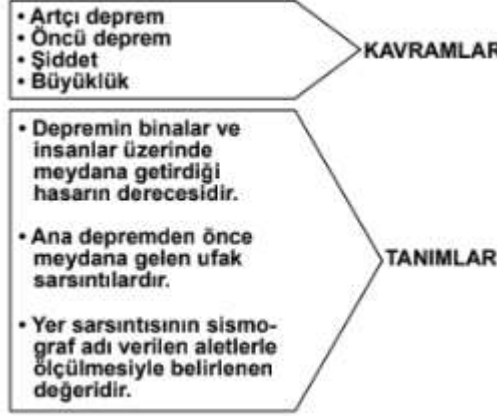 • Artçı deprem
• Öncü deprem
• Şiddet
• Büyüklük
KAVRAMLAR
• Depremin binalar ve
insanlar üzerinde
meydana getirdiği
hasarın derecesidir.
• Ana depremden önce
meydana gelen ufak
sarsıntılardır.
TANIMLAR
• Yer sarsıntısının sismo-
graf adı verilen aletlerle
ölçülmesiyle belirlenen
değeridir.